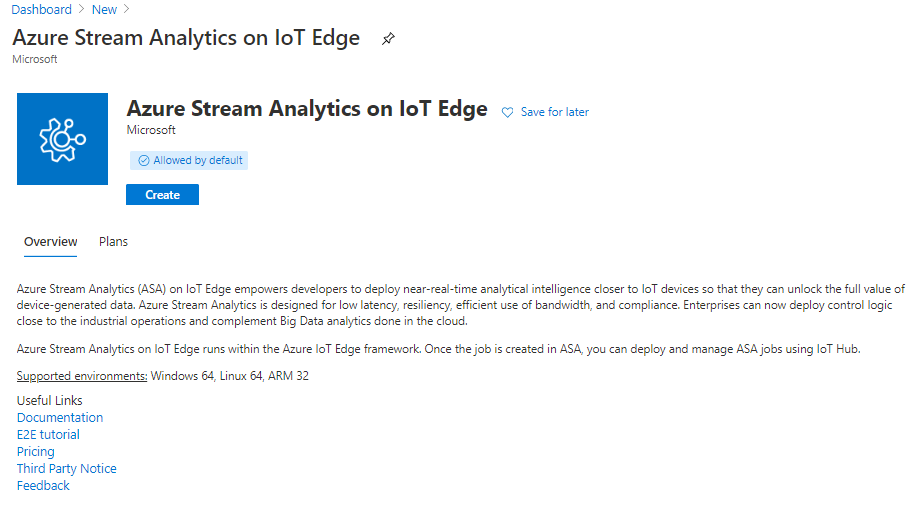 Dashboard > New >
Azure Stream Analytics on IoT Edge
Microsoft
Azure Stream Analytics on IoT Edge
Save for later
Microsoft
Allowed by default
Create
Overview Plans
Azure Stream Analytics (ASA) on IoT Edge empowers developers to deploy near-real-time analytical intelligence closer to IoT devices so that they can unlock the full value of
device-generated data. Azure Stream Analytics is designed for low latency, resiliency, efficient use of bandwidth, and compliance. Enterprises can now deploy control logic
close to the industrial operations and complement Big Data analytics done in the cloud.
Azure Stream Analytics on IoT Edge runs within the Azure IoT Edge framework. Once the job is created in ASA, you can deploy and manage ASA jobs using IoT Hub.
Supported environments: Windows 64, Linux 64, ARM 32
Useful Links
Documentation
E2E tutorial
Pricing
Third Party Notice
Feedback